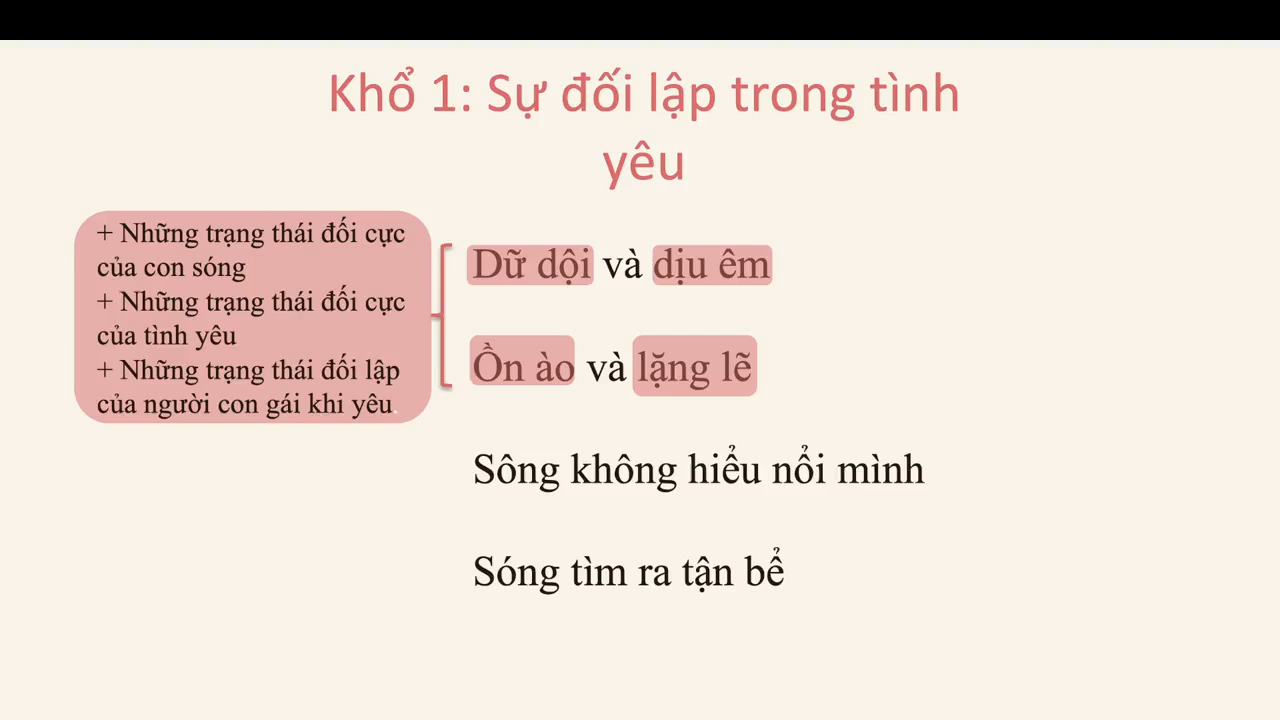 Khổ 1: Sự đối lập trong tình
yêu
+ Những trạng thái đối cực
của con sóng
+ Những trạng thái đối cực
của tình yêu
+ Những trạng thái đối lập
của người con gái khi yêu.
Dữ dội và dịu êm
Ồn ào và lặng lẽ
Sông không hiểu nổi mình
Sóng tìm ra tận bể